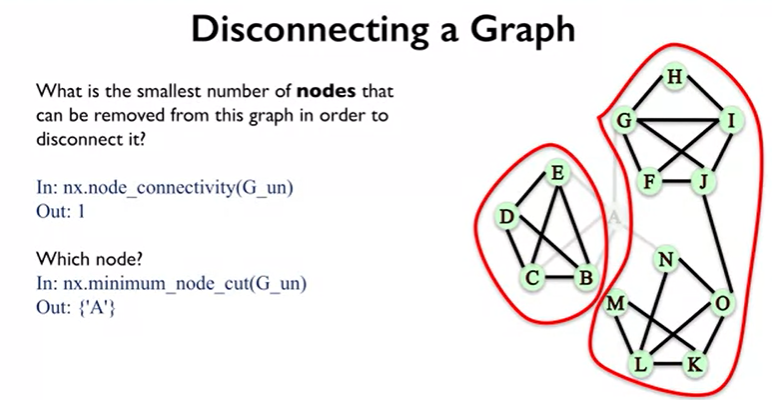 Disconnecting a Graph
What is the smallest number of nodes that
can be removed from this graph in order to
disconnect it?
In: nx.node_connectivity(G_un)
Out: 1
Which node?
In: nx.minimum_node_cut(G_un)
Out: {'A'}
H
G
I
E
F
J
D
A
C
B
N
M
O
L
K